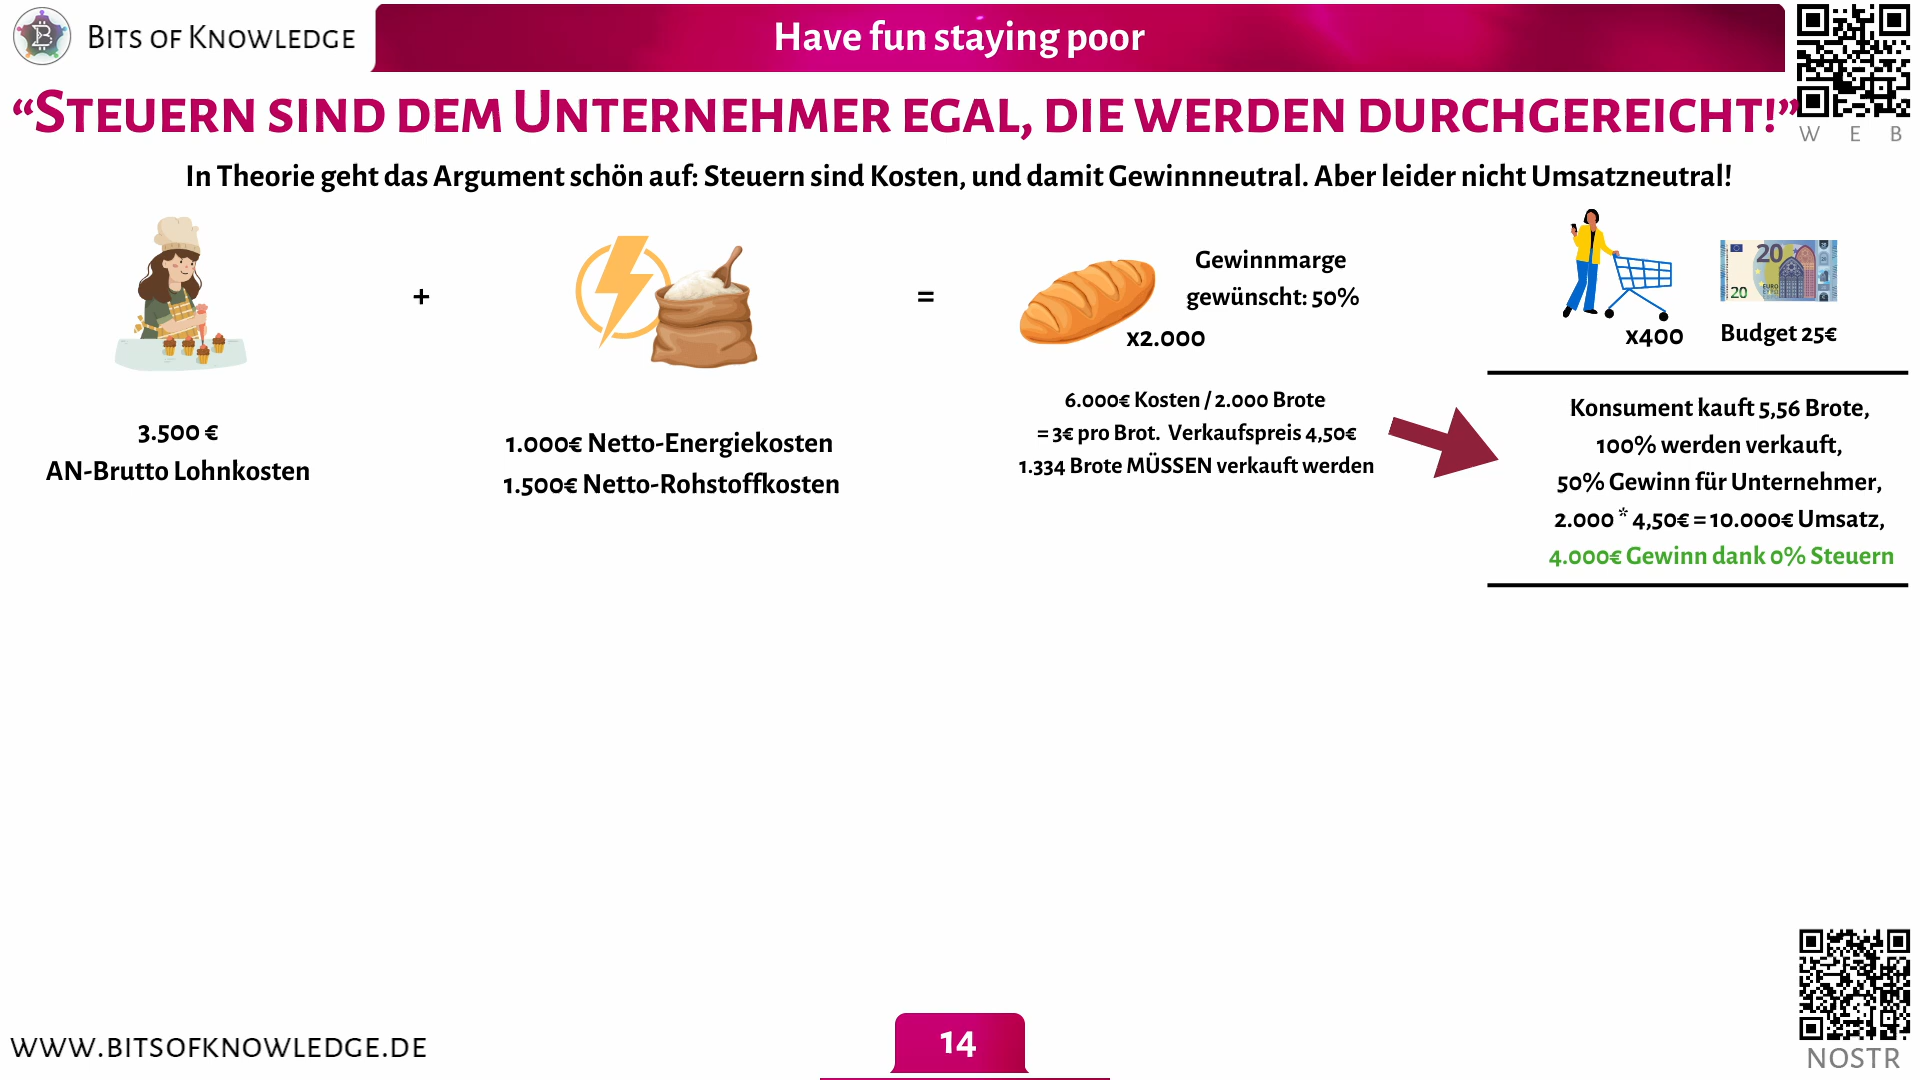 BITS OF KNOWLEDGE
Have fun staying poor
“STEUERN SIND DEM UNTERNEHMER EGAL, DIE WERDEN DURCHGEREICHT!”
W E B
In Theorie geht das Argument schön auf: Steuern sind Kosten, und damit Gewinnneutral. Aber leider nicht Umsatzneutral!
+
=
Gewinnmarge
gewünscht: 50%
x2.000
20
EURO
20
x400
Budget 25€
3.500 €
AN-Brutto Lohnkosten
1.000€ Netto-Energiekosten
1.500€ Netto-Rohstoffkosten
6.000€ Kosten / 2.000 Brote
= 3€ pro Brot. Verkaufspreis 4,50€
1.334 Brote MÜSSEN verkauft werden
Konsument kauft 5,56 Brote,
100% werden verkauft,
50% Gewinn für Unternehmer,
2.000 * 4,50€ = 10.000€ Umsatz,
4.000€ Gewinn dank 0% Steuern
WWW.BITSOFKNOWLEDGE.DE
14
NOSTR